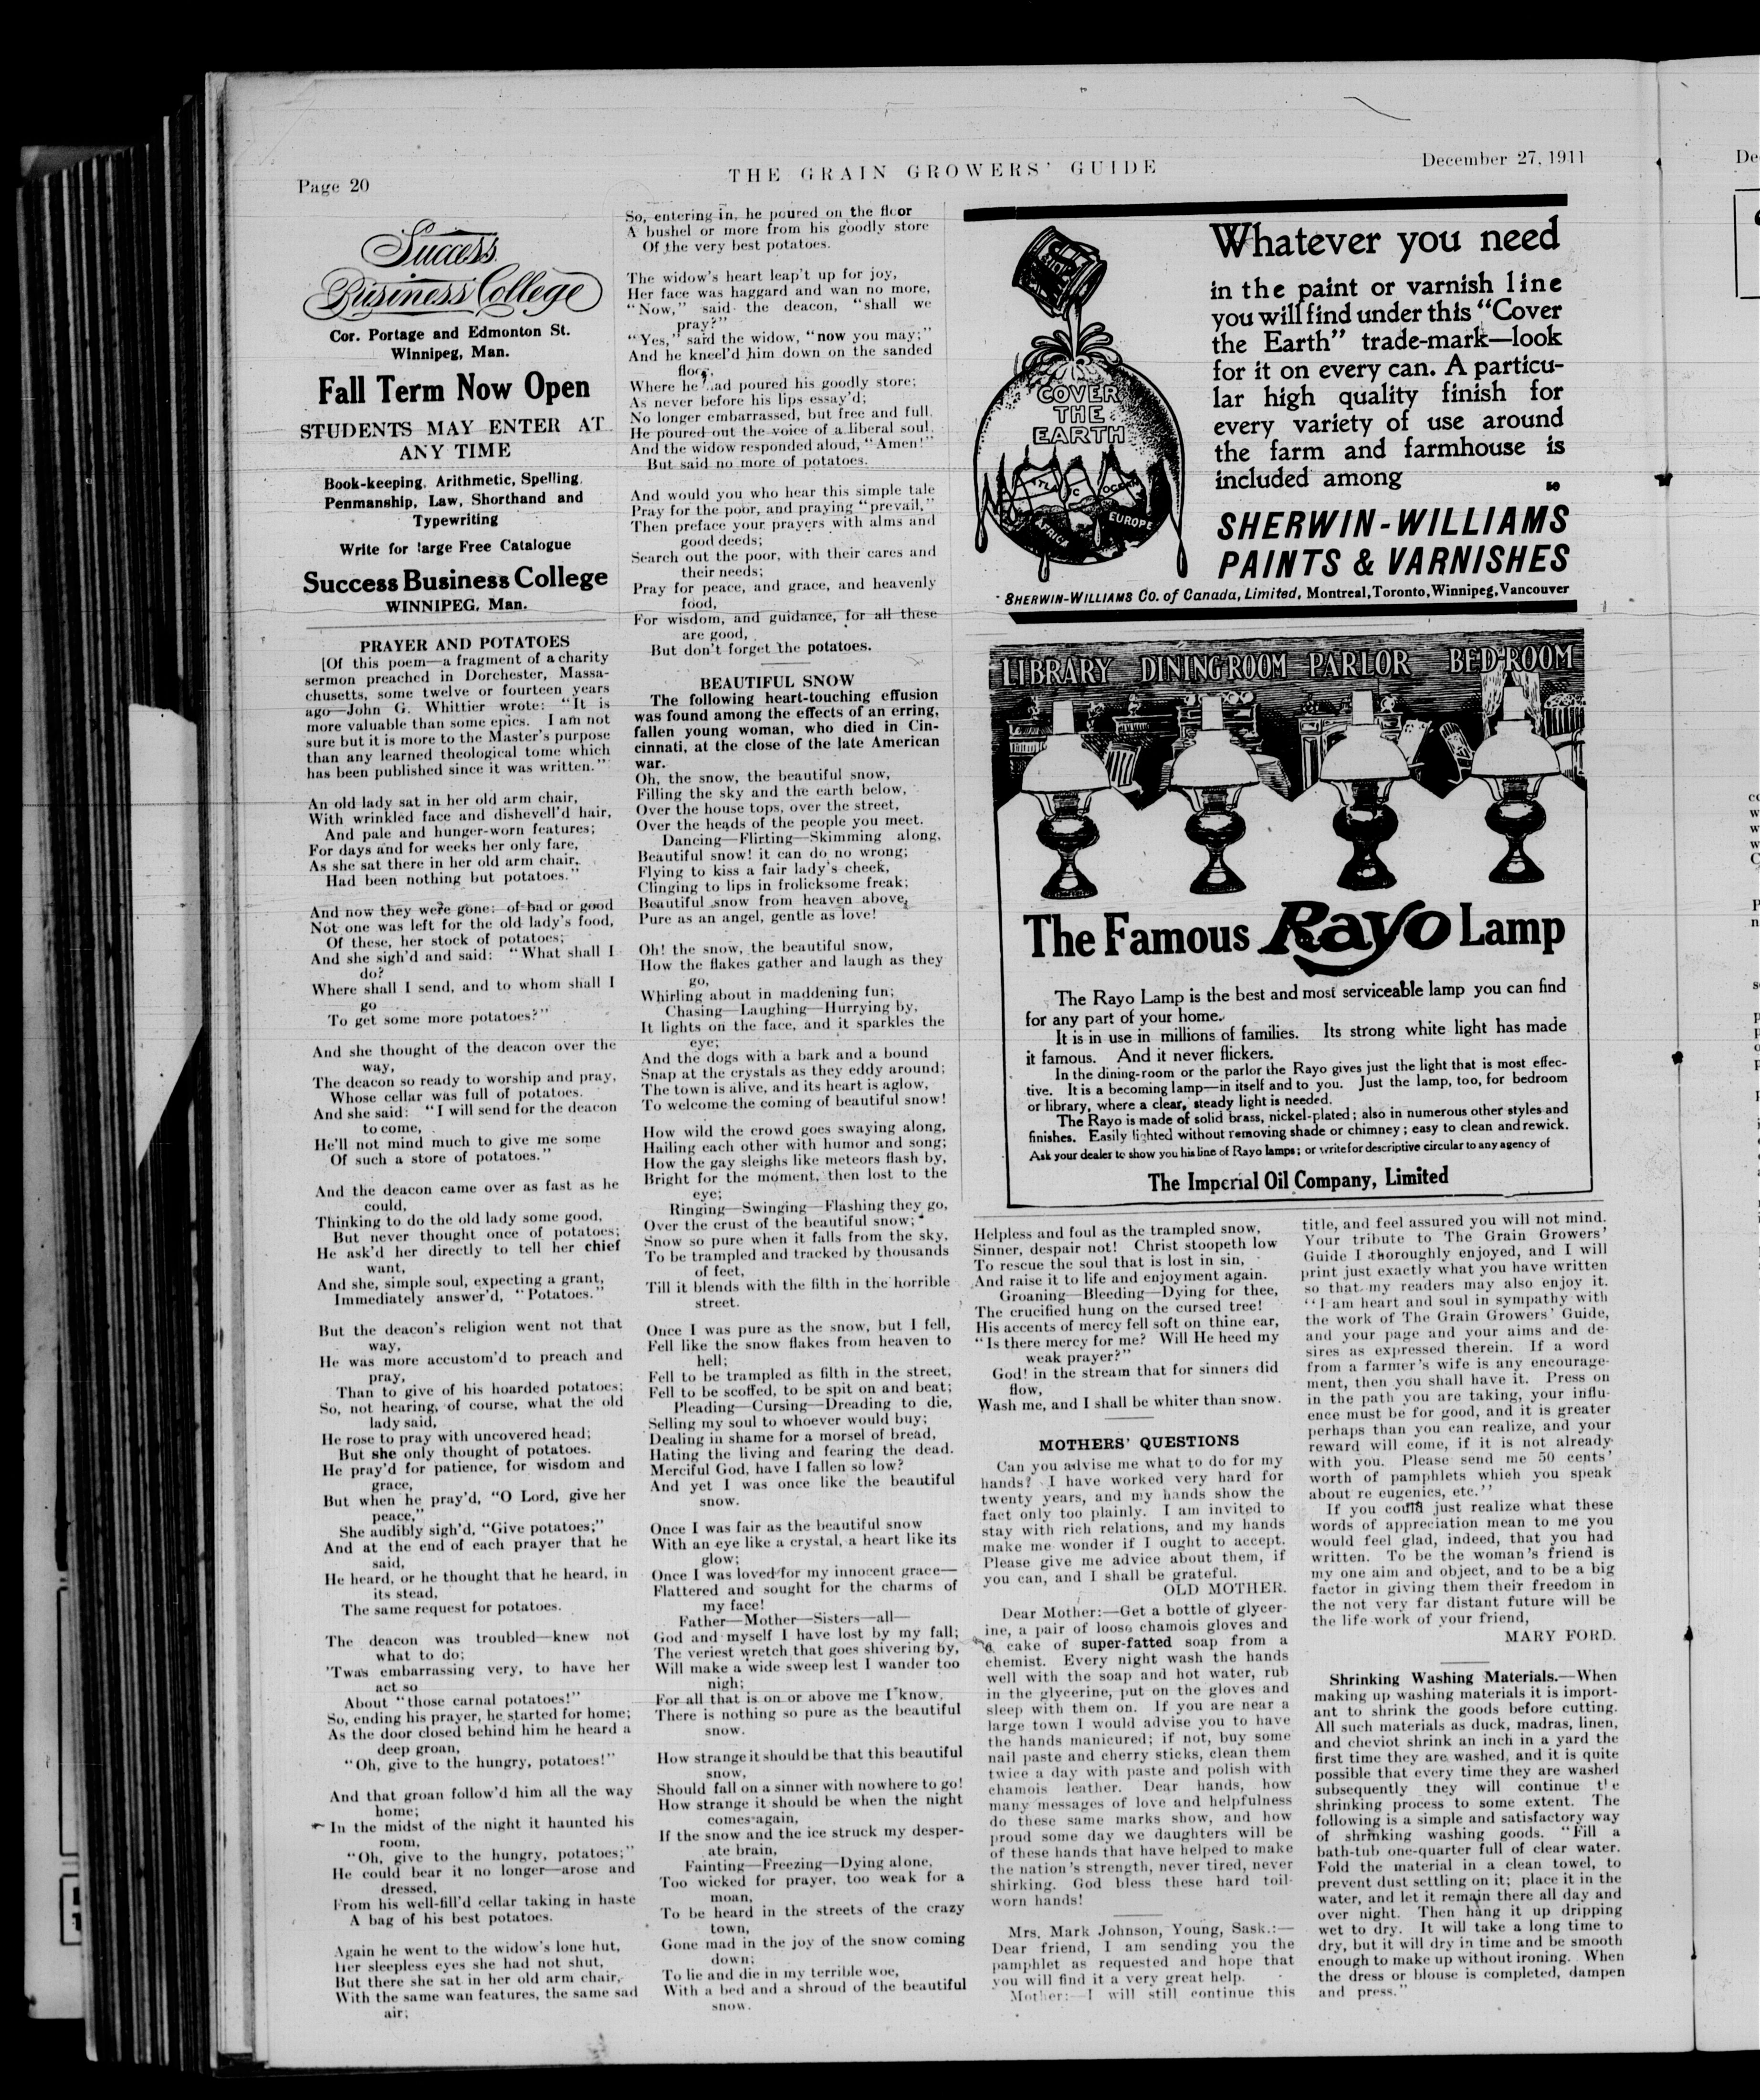 Page 20
THE GRAIN GROWERS' GUIDE
December 27, 1911
Success
Business College
Cor. Portage and Edmonton St.
Winnipeg, Man.
Fall Term Now Open
STUDENTS MAY ENTER AT
ANY TIME
Book-keeping, Arithmetic, Spelling,
Penmanship, Law, Shorthand and
Typewriting
Write for large Free Catalogue
Success Business College
WINNIPEG, Man.
PRAYER AND POTATOES
[Of this poem—a fragment of a charity
sermon preached in Dorchester, Massa-
chusetts, some twelve or fourteen years
ago—John G. Whittier wrote: "It is
more valuable than some epics. I am not
sure but it is more to the Master's purpose
than any learned theological tome which
has been published since it was written."
An old lady sat in her old arm chair,
With wrinkled face and dishevell'd hair,
And pale and hunger-worn features;
For days and for weeks her only fare,
As she sat there in her old arm chair,
Had been nothing but potatoes."
And now they were gone; of bad or good
Not one was left for the old lady's food,
Of these, her stock of potatoes;
And she sigh'd and said: "What shall I
do?
Where shall I send, and to whom shall I
go
To get some more potatoes?"
And she thought of the deacon over the
way,
The deacon so ready to worship and pray,
Whose cellar was full of potatoes.
And she said: "I will send for the deacon
to come,
He'll not mind much to give me some
Of such a store of potatoes."
And the deacon came over as fast as he
could,
Thinking to do the old lady some good,
But never thought once of potatoes;
He ask'd her directly to tell her chief
want,
And she, simple soul, expecting a grant,
Immediately answer'd, "Potatoes."
But the deacon's religion went not that
way,
He was more accustom'd to preach and
pray,
Than to give of his hoarded potatoes;
So, not hearing, of course, what the old
lady said,
He rose to pray with uncovered head;
But she only thought of potatoes.
He pray'd for patience, for wisdom and
grace,
But when he pray'd, "O Lord, give her
peace,"
She audibly sigh'd, "Give potatoes;"
And at the end of each prayer that he
said,
He heard, or he thought that he heard, in
its stead,
The same request for potatoes.
The deacon was troubled—knew not
what to do;
'Twas embarrassing very, to have her
act so
About "those carnal potatoes!"
So, ending his prayer, he started for home;
As the door closed behind him he heard a
deep groan,
"Oh, give to the hungry, potatoes!"
And that groan follow'd him all the way
home;
In the midst of the night it haunted his
room,
"Oh, give to the hungry, potatoes;"
He could bear it no longer—arose and
dressed,
From his well-fill'd cellar taking in haste
A bag of his best potatoes.
Again he went to the widow's lone hut,
Her sleepless eyes she had not shut,
But there she sat in her old arm chair,
With the same wan features, the same sad
air;
So, entering in, he poured on the floor
A bushel or more from his goodly store
Of the very best potatoes.
The widow's heart leap't up for joy,
Her face was haggard and wan no more,
"Now," said the deacon, "shall we
pray?"
"Yes," said the widow, "now you may;"
And he kneel'd him down on the sanded
floor,
Where he had poured his goodly store;
As never before his lips essay'd;
No longer embarrassed, but free and full,
He poured out the voice of a liberal soul,
And the widow responded aloud, "Amen!"
But said no more of potatoes.
And would you who hear this simple tale
Pray for the poor, and praying "prevail,"
Then preface your prayers with alms and
good deeds;
Search out the poor, with their cares and
their needs;
Pray for peace, and grace, and heavenly
food,
For wisdom, and guidance, for all these
are good,
But don't forget the potatoes.
BEAUTIFUL SNOW
The following heart-touching effusion
was found among the effects of an erring,
fallen young woman, who died in Cin-
cinnati, at the close of the late American
war.
Oh, the snow, the beautiful snow,
Filling the sky and the earth below,
Over the house tops, over the street,
Over the heads of the people you meet.
Dancing—Flirting—Skimming along,
Beautiful snow! it can do no wrong;
Flying to kiss a fair lady's cheek,
Clinging to lips in frolicksome freak;
Beautiful snow from heaven above,
Pure as an angel, gentle as love!
Oh! the snow, the beautiful snow,
How the flakes gather and laugh as they
go,
Whirling about in maddening fun;
Chasing—Laughing—Hurrying by,
It lights on the face, and it sparkles the
eye;
And the dogs with a bark and a bound
Snap at the crystals as they eddy around;
The town is alive, and its heart is aglow,
To welcome the coming of beautiful snow!
How wild the crowd goes swaying along,
Hailing each other with humor and song;
How the gay sleighs like meteors flash by,
Bright for the moment, then lost to the
eye;
Ringing—Swinging—Flashing they go,
Over the crust of the beautiful snow;
Snow so pure when it falls from the sky,
To be trampled and tracked by thousands
of feet,
Till it blends with the filth in the horrible
street.
Once I was pure as the snow, but I fell,
Fell like the snow flakes from heaven to
hell;
Fell to be trampled as filth in the street,
Fell to be scoffed, to be spit on and beat;
Pleading—Cursing—Dreading to die,
Selling my soul to whoever would buy;
Dealing in shame for a morsel of bread,
Hating the living and fearing the dead.
Merciful God, have I fallen so low?
And yet I was once like the beautiful
snow.
Once I was fair as the beautiful snow
With an eye like a crystal, a heart like its
glow;
Once I was loved for my innocent grace—
Flattered and sought for the charms of
my face!
Father—Mother—Sisters—all—
God and myself I have lost by my fall;
The veriest wretch that goes shivering by,
Will make a wide sweep lest I wander too
nigh;
For all that is on or above me I know,
There is nothing so pure as the beautiful
snow.
How strange it should be that this beautiful
snow,
Should fall on a sinner with nowhere to go!
How strange it should be when the night
comes again,
If the snow and the ice struck my desper-
ate brain,
Fainting—Freezing—Dying alone,
Too wicked for prayer, too weak for a
moan,
To be heard in the streets of the crazy
town,
Gone mad in the joy of the snow coming
down;
To lie and die in my terrible woe,
With a bed and a shroud of the beautiful
snow.
COVER
THE
EARTH
OCEAN
AFRICA
EUROPE
Whatever you need
in the paint or varnish line
you will find under this "Cover
the Earth" trade-mark—look
for it on every can. A particu-
lar high quality finish for
every variety of use around
the farm and farmhouse is
included among
50
SHERWIN-WILLIAMS
PAINTS & VARNISHES
SHERWIN-WILLIAMS Co. of Canada, Limited, Montreal, Toronto, Winnipeg, Vancouver
LIBRARY DINING ROOM PARLOR BED-ROOM
The Famous Rayo Lamp
The Rayo Lamp is the best and most serviceable lamp you can find
for any part of your home.
It is in use in millions of families. Its strong white light has made
it famous. And it never flickers.
In the dining-room or the parlor the Rayo gives just the light that is most effec-
tive. It is a becoming lamp—in itself and to you. Just the lamp, too, for bedroom
or library, where a clear, steady light is needed.
The Rayo is made of solid brass, nickel-plated; also in numerous other styles and
finishes. Easily lighted without removing shade or chimney; easy to clean and rewick.
Ask your dealer to show you his line of Rayo lamps; or write for descriptive circular to any agency of
The Imperial Oil Company, Limited
Helpless and foul as the trampled snow,
Sinner, despair not! Christ stoopeth low
To rescue the soul that is lost in sin,
And raise it to life and enjoyment again.
Groaning—Bleeding—Dying for thee,
The crucified hung on the cursed tree!
His accents of mercy fell soft on thine ear,
"Is there mercy for me? Will He heed my
weak prayer?"
God! in the stream that for sinners did
flow,
Wash me, and I shall be whiter than snow.
MOTHERS' QUESTIONS
Can you advise me what to do for my
hands? I have worked very hard for
twenty years, and my hands show the
fact only too plainly. I am invited to
stay with rich relations, and my hands
make me wonder if I ought to accept.
Please give me advice about them, if
you can, and I shall be grateful.
OLD MOTHER.
Dear Mother:—Get a bottle of glycer-
ine, a pair of loose chamois gloves and
a cake of super-fatted soap from a
chemist. Every night wash the hands
well with the soap and hot water, rub
in the glycerine, put on the gloves and
sleep with them on. If you are near a
large town I would advise you to have
the hands manicured; if not, buy some
nail paste and cherry sticks, clean them
twice a day with paste and polish with
chamois leather. Dear hands, how
many messages of love and helpfulness
do these same marks show, and how
proud some day we daughters will be
of these hands that have helped to make
the nation's strength, never tired, never
shirking. God bless these hard toil-
worn hands!
Mrs. Mark Johnson, Young, Sask.:—
Dear friend, I am sending you the
pamphlet as requested and hope that
you will find it a very great help.
Mother:—I will still continue this
title, and feel assured you will not mind.
Your tribute to The Grain Growers'
Guide I thoroughly enjoyed, and I will
print just exactly what you have written
so that my readers may also enjoy it.
"I am heart and soul in sympathy with
the work of The Grain Growers' Guide,
and your page and your aims and de-
sires as expressed therein. If a word
from a farmer's wife is any encourage-
ment, then you shall have it. Press on
in the path you are taking, your influ-
ence must be for good, and it is greater
perhaps than you can realize, and your
reward will come, if it is not already
with you. Please send me 50 cents'
worth of pamphlets which you speak
about re eugenics, etc."
If you could just realize what these
words of appreciation mean to me you
would feel glad, indeed, that you had
written. To be the woman's friend is
my one aim and object, and to be a big
factor in giving them their freedom in
the not very far distant future will be
the life work of your friend,
MARY FORD.
Shrinking Washing Materials.—When
making up washing materials it is import-
ant to shrink the goods before cutting.
All such materials as duck, madras, linen,
and cheviot shrink an inch in a yard the
first time they are washed, and it is quite
possible that every time they are washed
subsequently they will continue the
shrinking process to some extent. The
following is a simple and satisfactory way
of shrinking washing goods. "Fill a
bath-tub one-quarter full of clear water.
Fold the material in a clean towel, to
prevent dust settling on it; place it in the
water, and let it remain there all day and
over night. Then hang it up dripping
wet to dry. It will take a long time to
dry, but it will dry in time and be smooth
enough to make up without ironing. When
the dress or blouse is completed, dampen
and press."